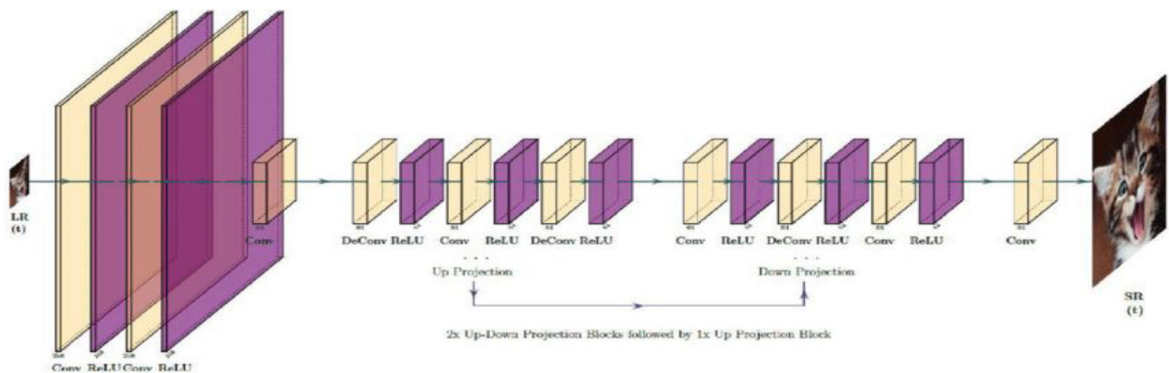 LR
(t)
Conv ReLU Conv ReLU
Conv
DeConv ReLU Conv ReLU DeConv ReLU
. . .
Up Projection
Conv ReLU DeConv ReLU Conv ReLU
. . .
Down Projection
Conv
SR
(t)
2x Up-Down Projection Blocks followed by 1x Up Projection Block